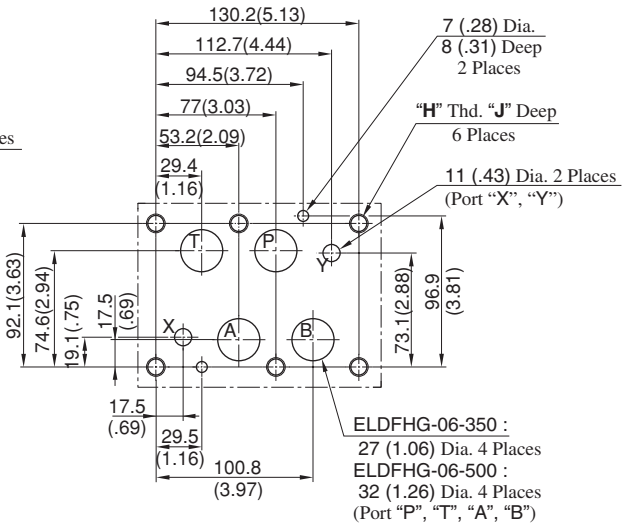 130.2(5.13)
7 (.28) Dia.
8 (.31) Deep
2 Places
112.7(4.44)
94.5(3.72)
77(3.03)
"H" Thd. "J" Deep
6 Places
es
53.2(2.09)
29.4
(1.16)
11 (.43) Dia. 2 Places
(Port "X", "Y")
T
P
Y
92.1(3.63)
74.6(2.94)
19.1(.75)
17.5
(.69)
X
A
B
73.1(2.88)
96.9
(3.81)
17.5
(.69)
29.5
(1.16)
100.8
(3.97)
ELDFHG-06-350 :
27 (1.06) Dia. 4 Places
ELDFHG-06-500 :
32 (1.26) Dia. 4 Places
(Port "P", "T", "A", "B")